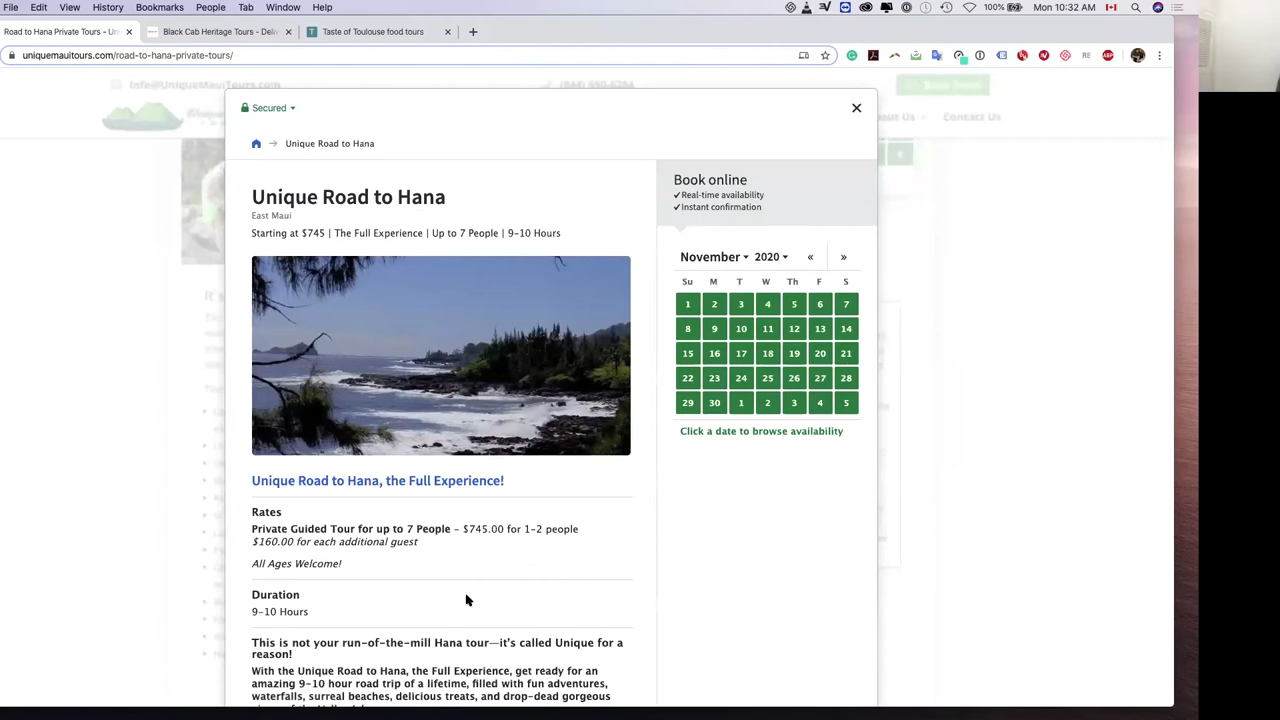 File Edit View History Bookmarks People Tab Window Help 100% Mon 10:32 AM
Road to Hana Private Tours - Un × Black Cab Heritage Tours - Deli × Taste of Toulouse food tours × +
uniquemauitours.com/road-to-hana-private-tours/
Info@UniqueMauiTours.com
Secured
Contact Us
Unique Road to Hana
Book online
✓Real-time availability
✓Instant confirmation
Unique Road to Hana
East Maui
Starting at $745 | The Full Experience | Up to 7 People | 9-10 Hours
November 2020 « »
Su M T W Th F S
1 2 3 4 5 6 7
8 9 10 11 12 13 14
15 16 17 18 19 20 21
22 23 24 25 26 27 28
29 30 1 2 3 4 5
Click a date to browse availability
Unique Road to Hana, the Full Experience!
Rates
Private Guided Tour for up to 7 People – $745.00 for 1-2 people
$160.00 for each additional guest
All Ages Welcome!
Duration
9-10 Hours
This is not your run-of-the-mill Hana tour—it's called Unique for a
reason!
With the Unique Road to Hana, the Full Experience, get ready for an
amazing 9-10 hour road trip of a lifetime, filled with fun adventures,
waterfalls, surreal beaches, delicious treats, and drop-dead gorgeous